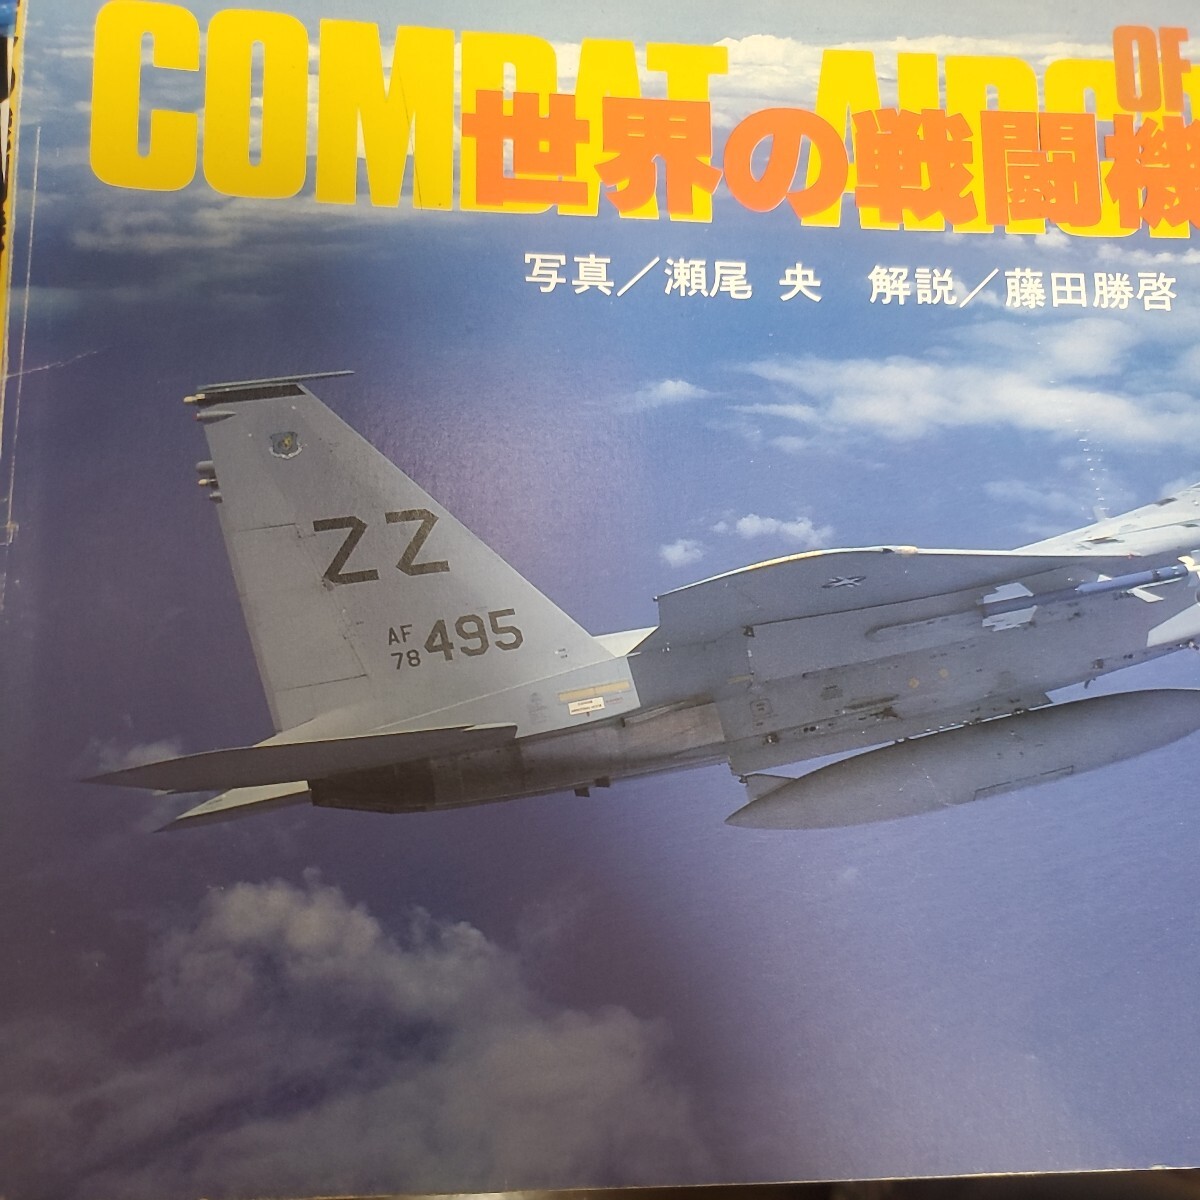 COMBAT AIRCR
OF
世界の戦闘機
写真／瀬尾 央 解説／藤田勝啓
ZZ
AF
78 495